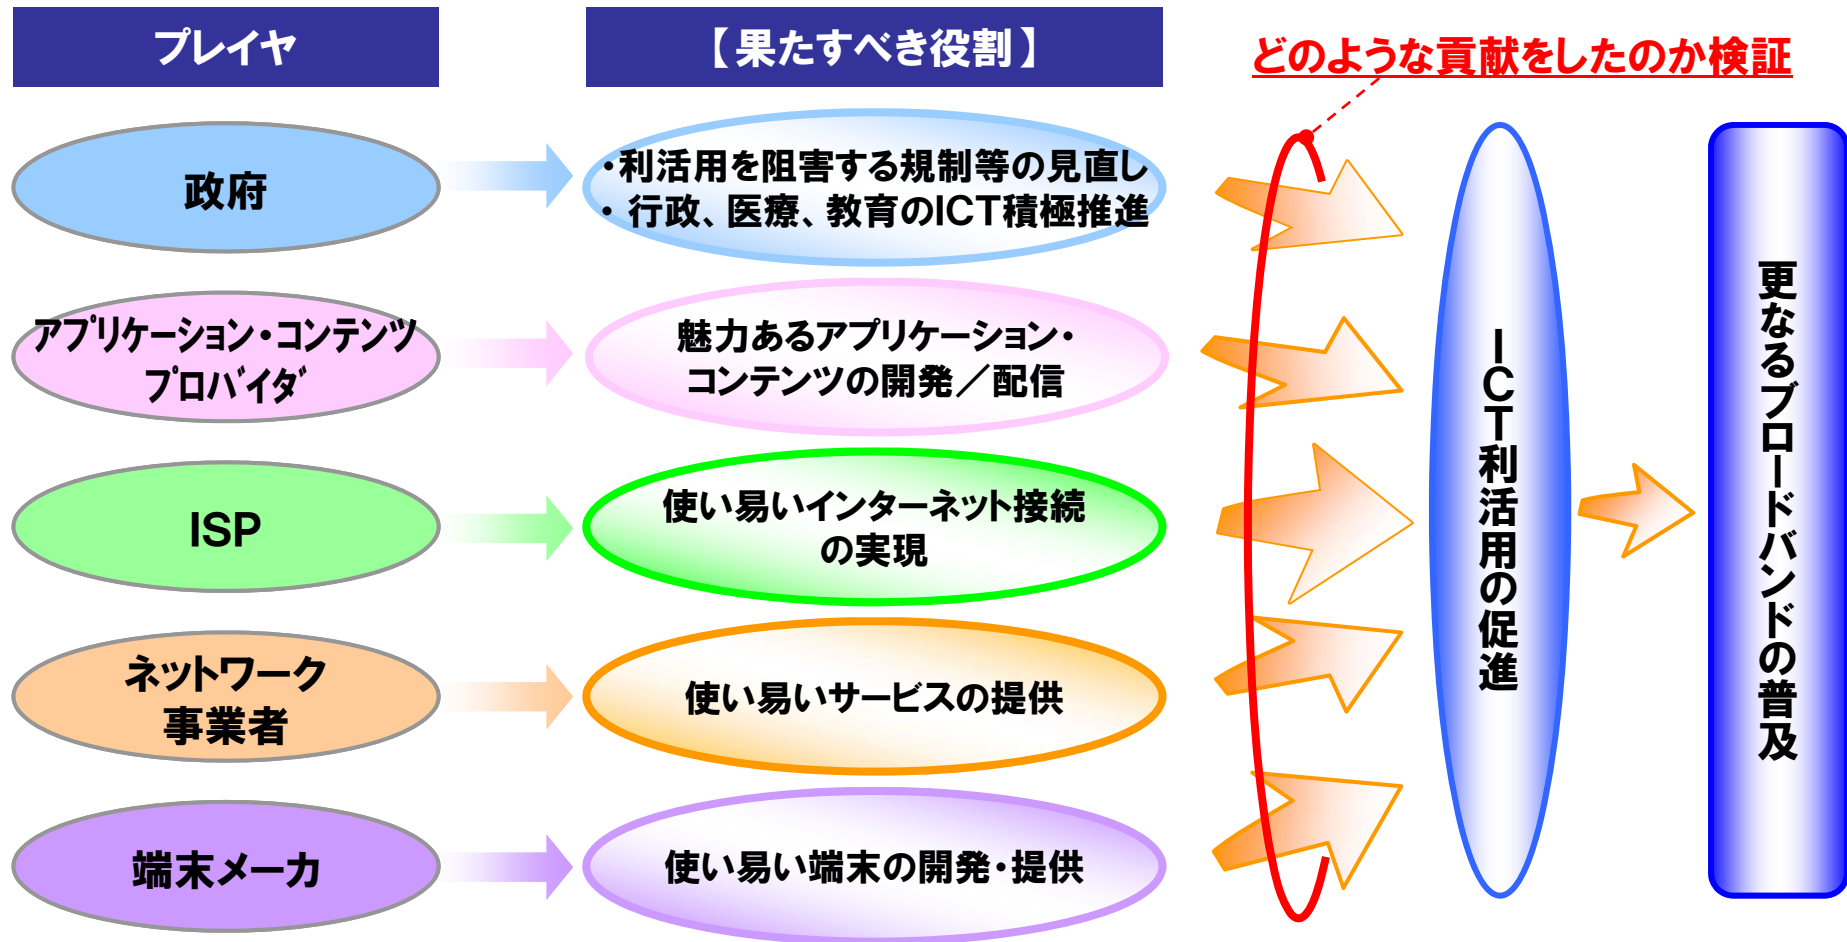 プレイヤ
【果たすべき役割】
どのような貢献をしたのか検証
政府
・利活用を阻害する規制等の見直し
・行政、医療、教育のICT積極推進
アプリケーション・コンテンツ
プロバイダ
魅力あるアプリケーション・
コンテンツの開発／配信
ISP
使い易いインターネット接続
の実現
ネットワーク
事業者
使い易いサービスの提供
端末メーカ
使い易い端末の開発・提供
ICT利活用の促進
更なるブロードバンドの普及